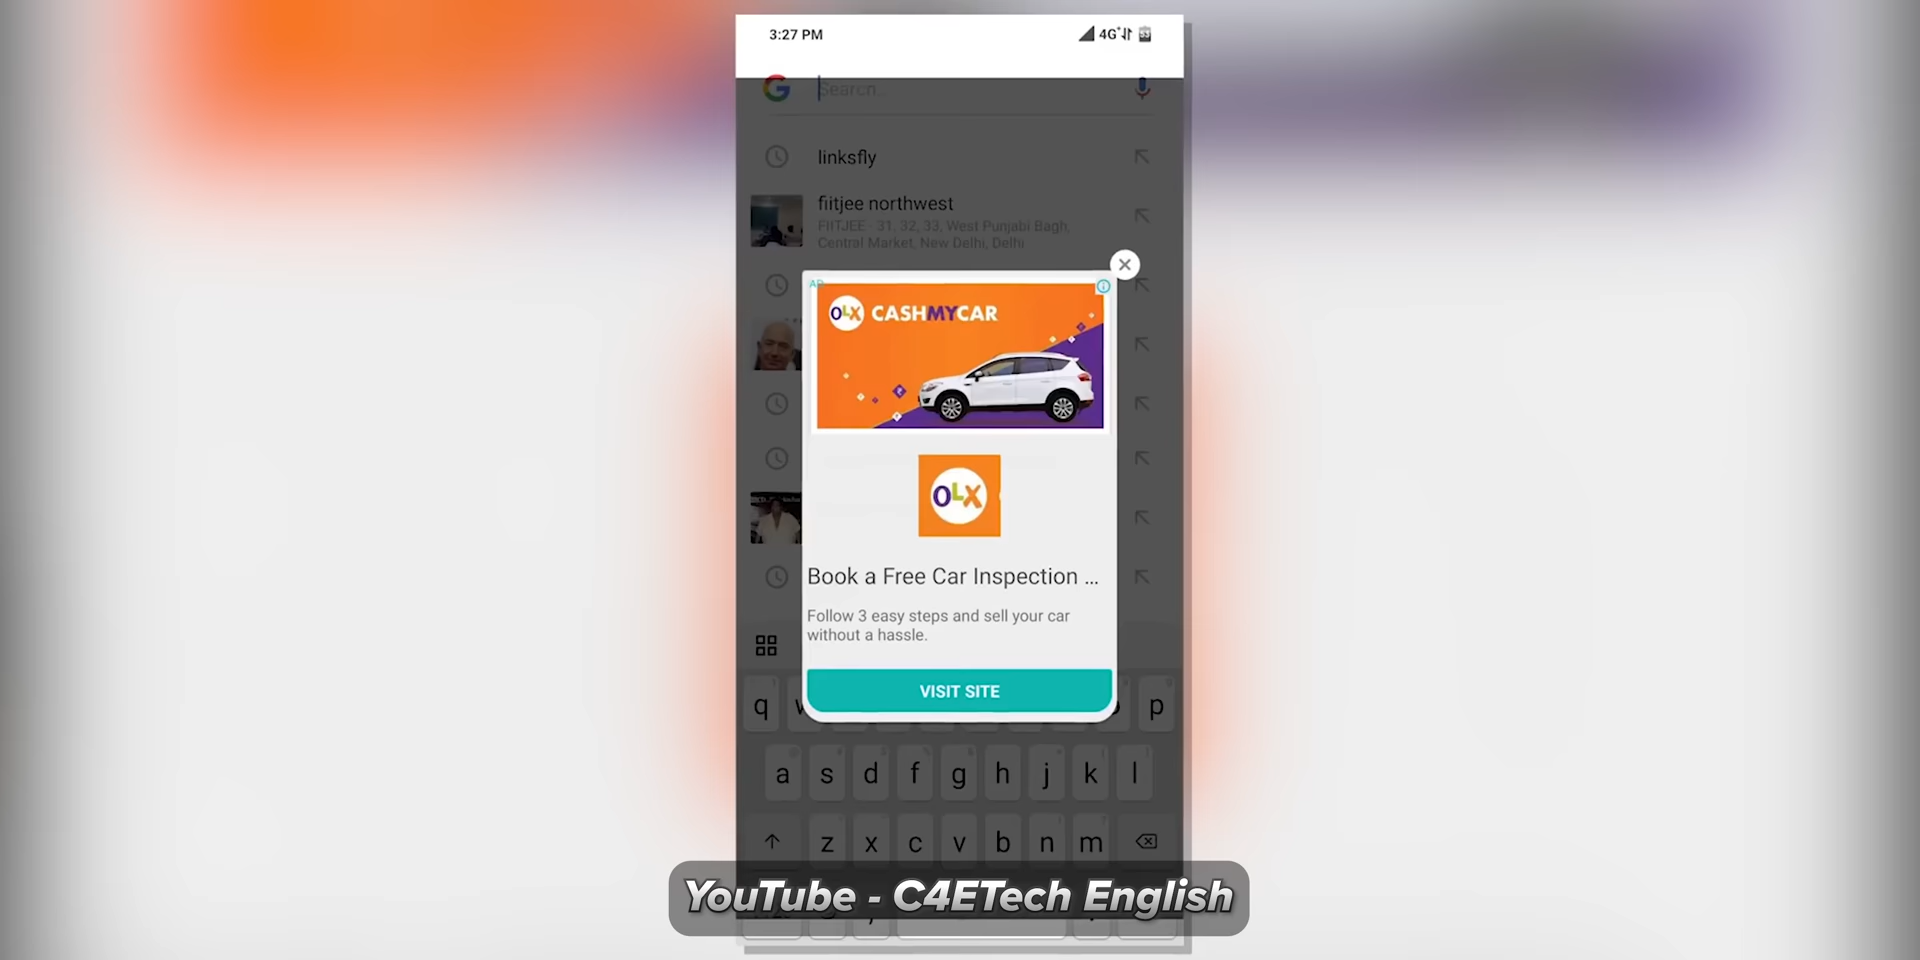 3:27 PM
4G+
53
Search...
linksfly
fiitjee northwest
FIITJEE · 31, 32, 33, West Punjabi Bagh,
Central Market, New Delhi, Delhi
AD
OLX CASHMYCAR
OLX
Book a Free Car Inspection ...
Follow 3 easy steps and sell your car
without a hassle.
VISIT SITE
q p
a s d f g h j k l
z x c v b n m
YouTube - C4ETech English